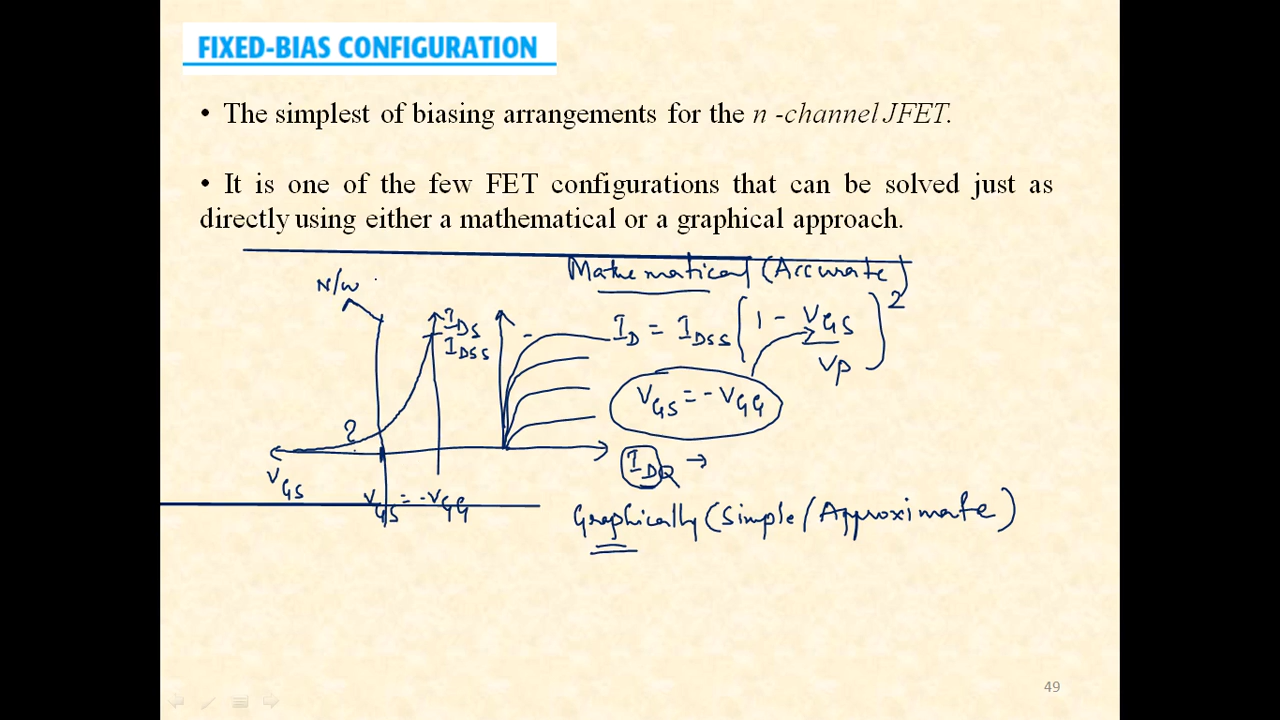 FIXED-BIAS CONFIGURATION
• The simplest of biasing arrangements for the n -channel JFET.
• It is one of the few FET configurations that can be solved just as
directly using either a mathematical or a graphical approach.
Mathematical (Accurate)
N/W
IDS
IDSS
ID = IDSS (1 - VGS / VP)²
VGS = -VGG
?
VGS
IDQ →
VGS = -VGG
Graphically (Simple/Approximate)
49